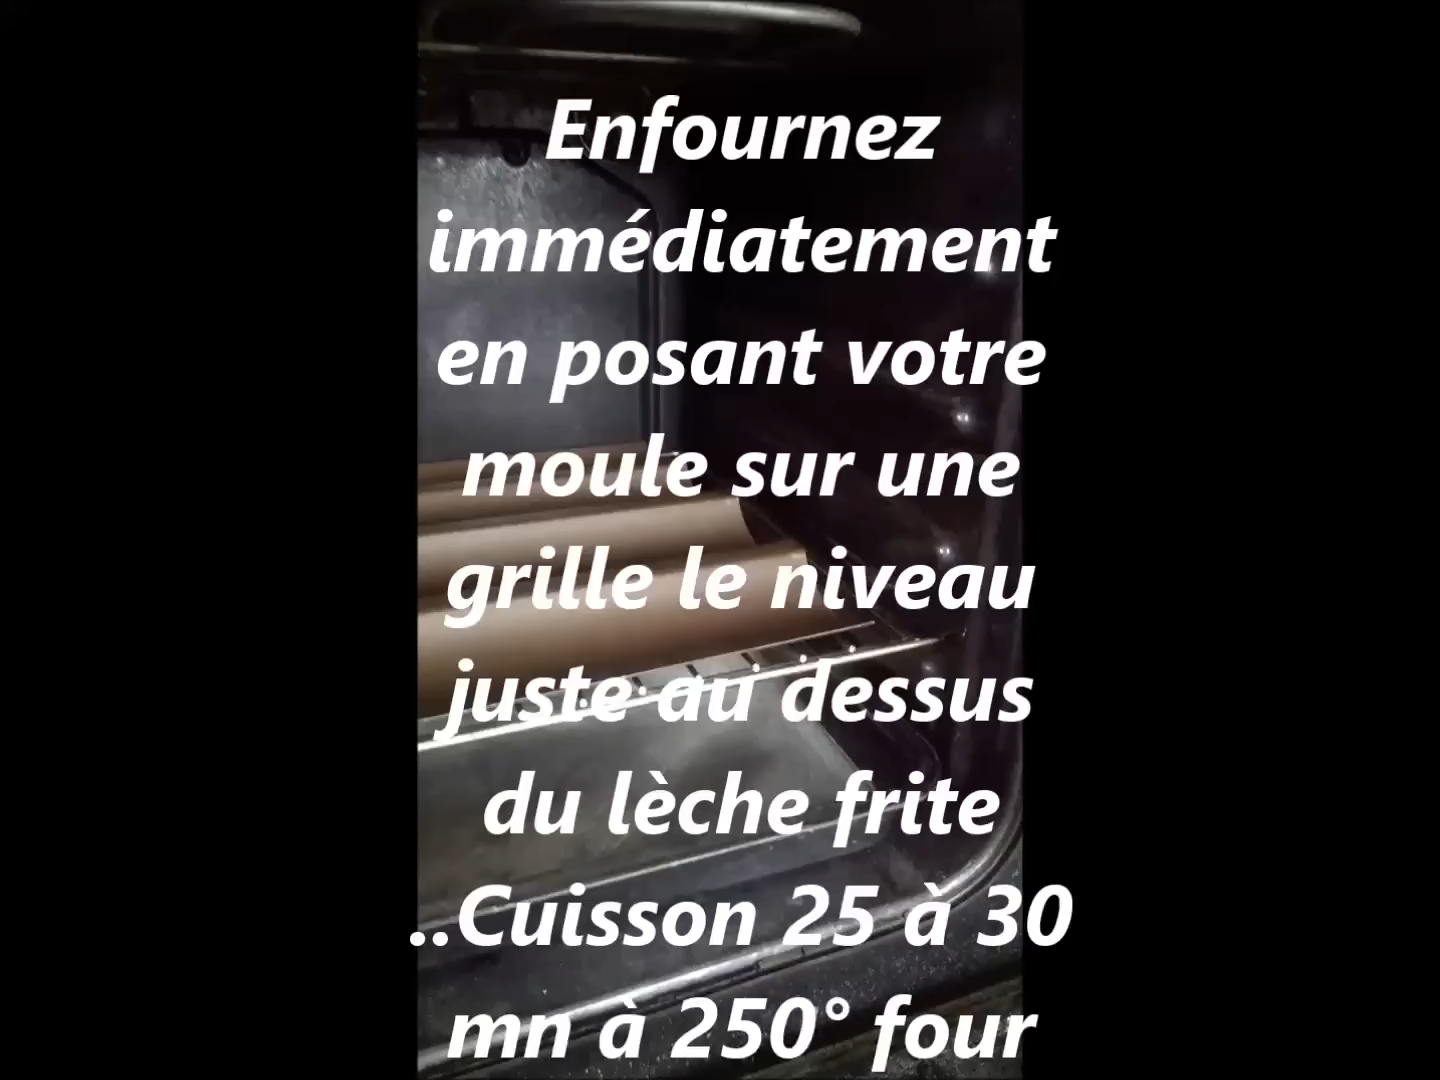 Enfournez
immédiatement
en posant votre
moule sur une
grille le niveau
juste au dessus
du lèche frite
..Cuisson 25 à 30
mn à 250° four